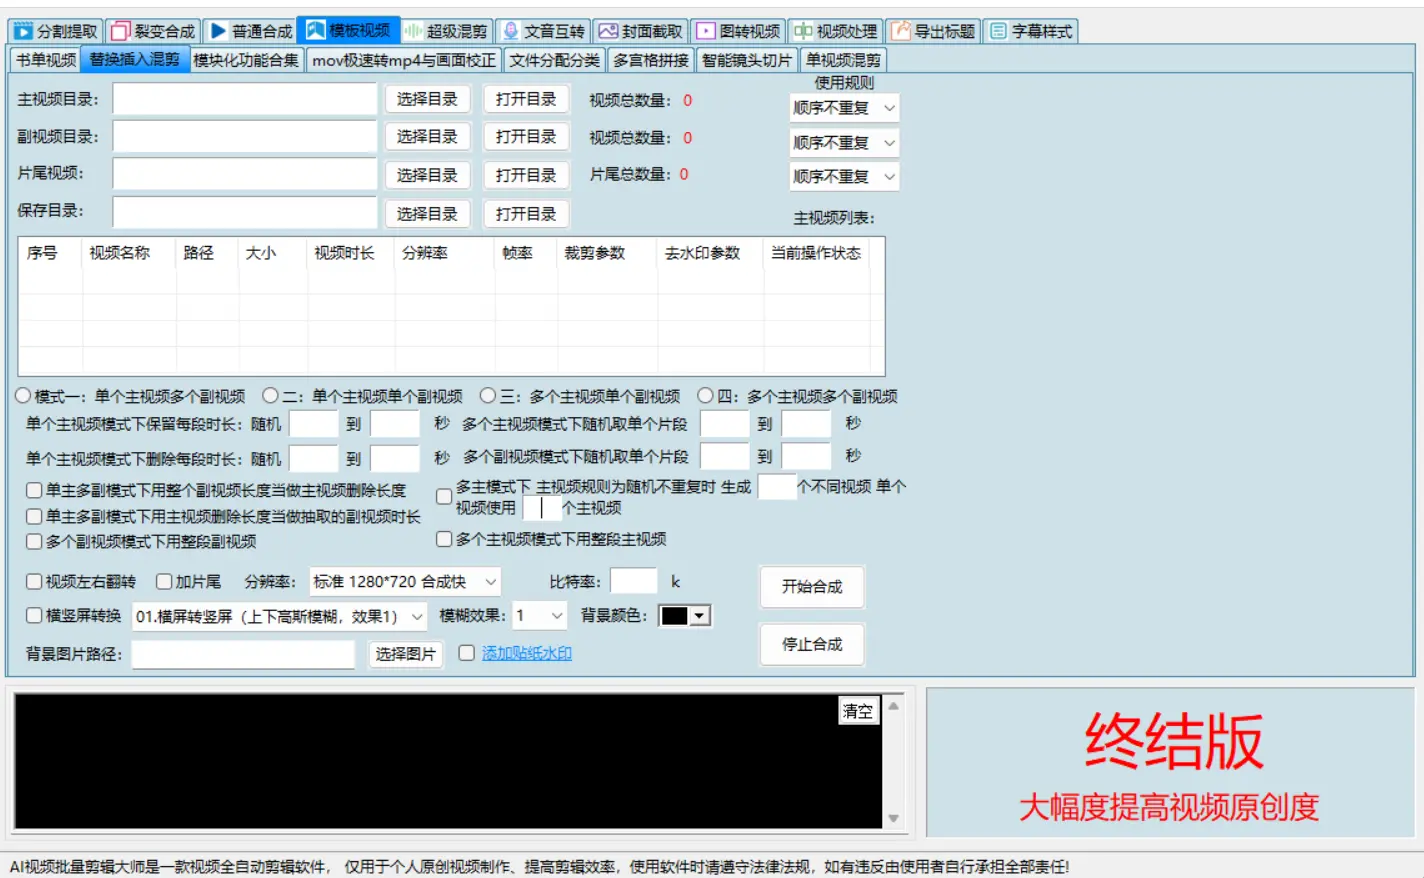 分割提取 裂变合成 普通合成 模板视频 超级混剪 文音互转 封面截取 图转视频 视频处理 导出标题 字幕样式
书单视频 替换插入混剪 模块化功能合集 mov极速转mp4与画面校正 文件分配分类 多宫格拼接 智能镜头切片 单视频混剪
使用规则
主视频目录： 选择目录 打开目录 视频总数量： 0 顺序不重复
副视频目录： 选择目录 打开目录 视频总数量： 0 顺序不重复
片尾视频： 选择目录 打开目录 片尾总数量： 0 顺序不重复
保存目录： 选择目录 打开目录 主视频列表：
序号 视频名称 路径 大小 视频时长 分辨率 帧率 裁剪参数 去水印参数 当前操作状态
模式一：单个主视频多个副视频 二：单个主视频单个副视频 三：多个主视频单个副视频 四：多个主视频多个副视频
单个主视频模式下保留每段时长：随机 到 秒 多个主视频模式下随机取单个片段 到 秒
单个主视频模式下删除每段时长：随机 到 秒 多个副视频模式下随机取单个片段 到 秒
单主多副模式下用整个副视频长度当做主视频删除长度
多主模式下 主视频规则为随机不重复时 生成 个不同视频 单个
视频使用 个主视频
单主多副模式下用主视频删除长度当做抽取的副视频时长
多个副视频模式下用整段副视频
多个主视频模式下用整段主视频
视频左右翻转 加片尾 分辨率： 标准 1280*720 合成快 比特率： k 开始合成
横竖屏转换 01.横屏转竖屏（上下高斯模糊，效果1） 模糊效果： 1 背景颜色：
背景图片路径： 选择图片 添加贴纸水印 停止合成
清空
终结版
大幅度提高视频原创度
AI视频批量剪辑大师是一款视频全自动剪辑软件， 仅用于个人原创视频制作、提高剪辑效率，使用软件时请遵守法律法规，如有违反由使用者自行承担全部责任!